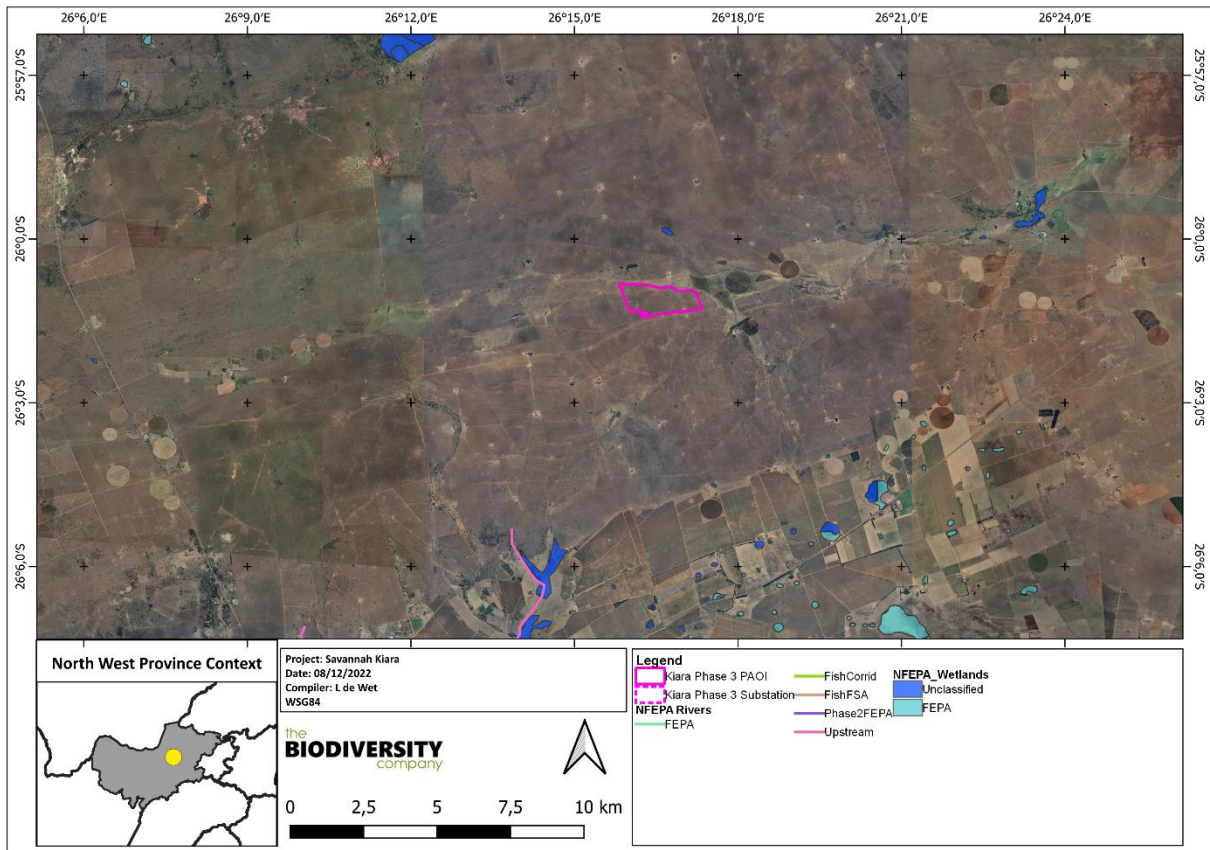 26°6,0'E 26°9,0'E 26°12,0'E 26°15,0'E 26°18,0'E 26°21,0'E 26°24,0'E
25°57,0'S 25°57,0'S
26°0,0'S 26°0,0'S
26°3,0'S 26°3,0'S
26°6,0'S 26°6,0'S
North West Province Context
Project: Savannah Kiara
Date: 08/12/2022
Compiler: L de Wet
WSG84
the
BIODIVERSITY
company
0 2,5 5 7,5 10 km
Legend
Kiara Phase 3 PAOI
Kiara Phase 3 Substation
NFEPA Rivers
FEPA
FishCorrid
FishFSA
Phase2FEPA
Upstream
NFEPA_Wetlands
Unclassified
FEPA